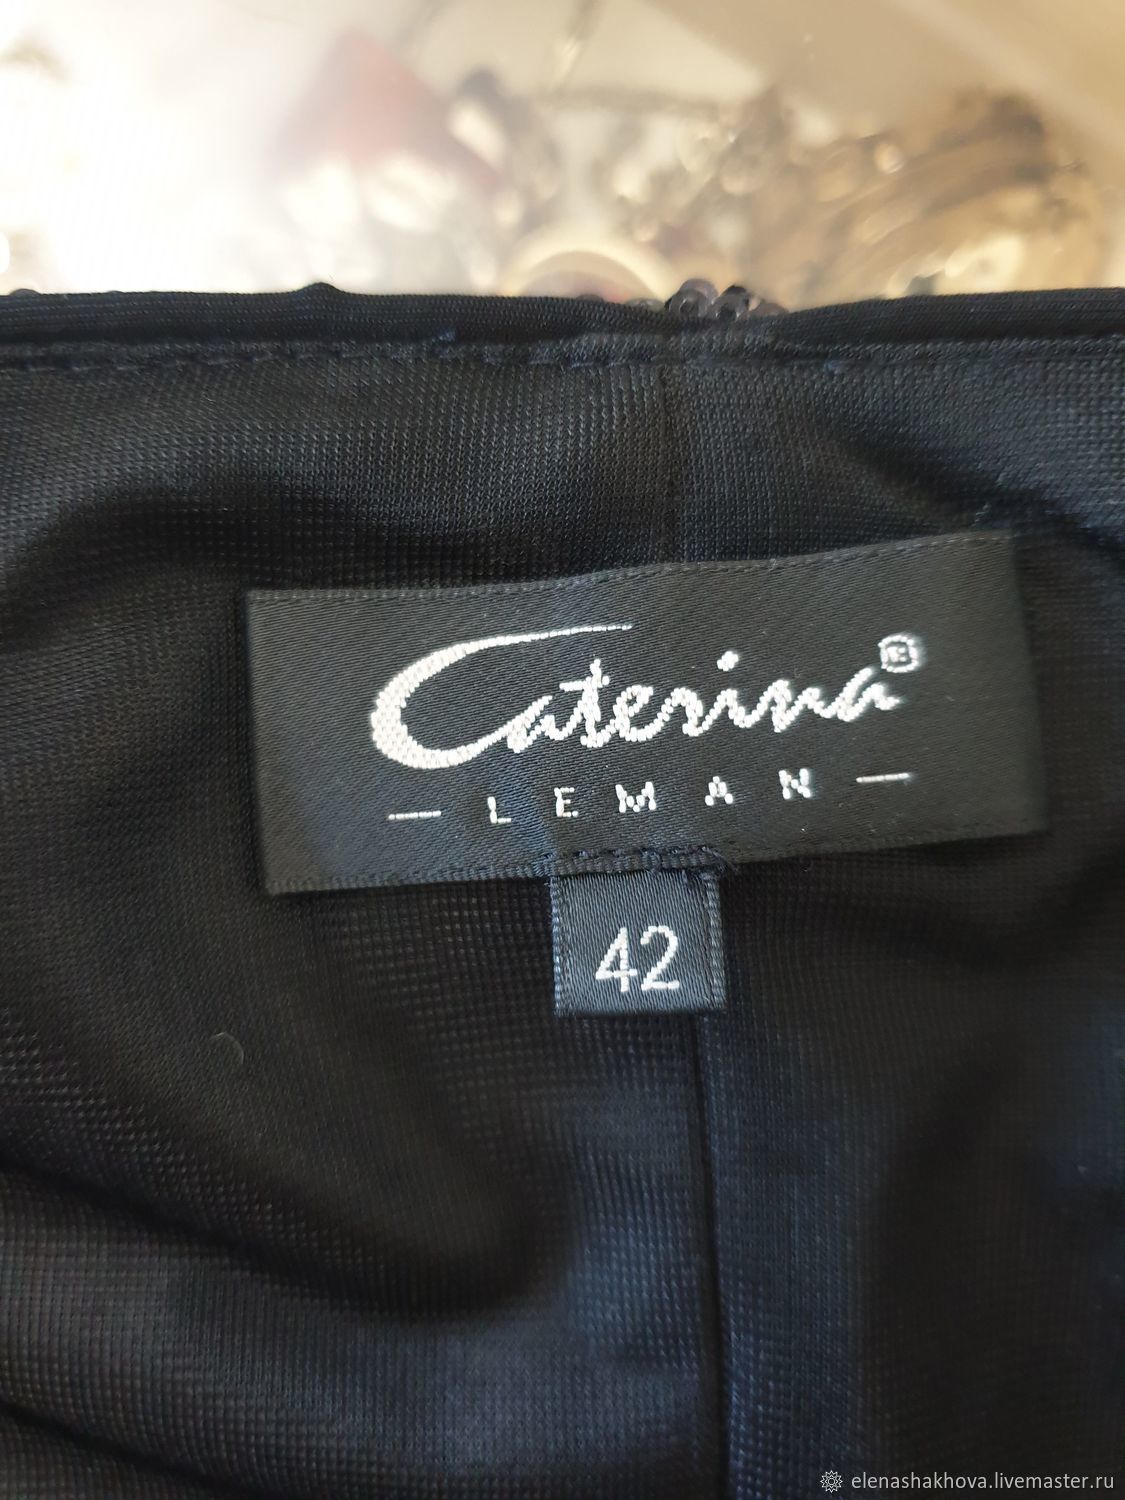 Caterina®
— LEMAN —
42
elenashakhova.livemaster.ru